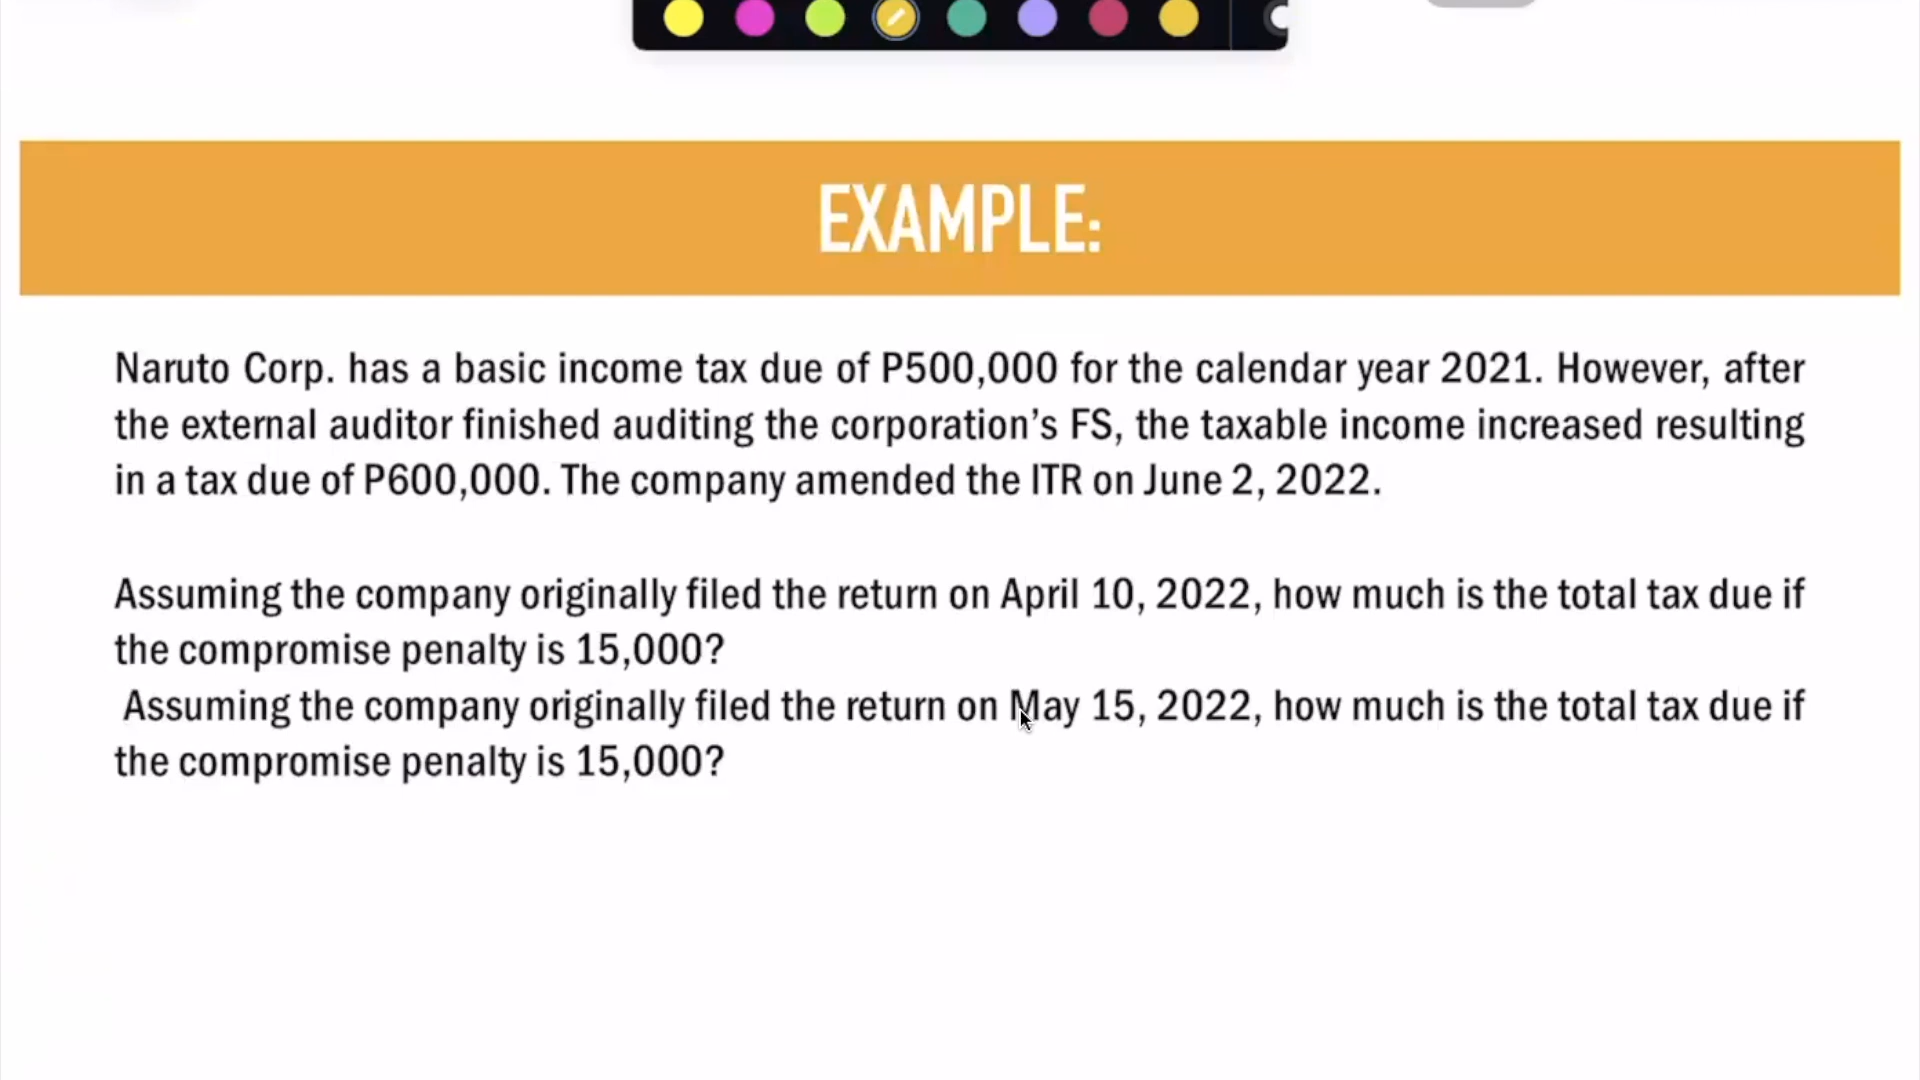 EXAMPLE:
Naruto Corp. has a basic income tax due of P500,000 for the calendar year 2021. However, after
the external auditor finished auditing the corporation’s FS, the taxable income increased resulting
in a tax due of P600,000. The company amended the ITR on June 2, 2022.
Assuming the company originally filed the return on April 10, 2022, how much is the total tax due if
the compromise penalty is 15,000?
Assuming the company originally filed the return on May 15, 2022, how much is the total tax due if
the compromise penalty is 15,000?